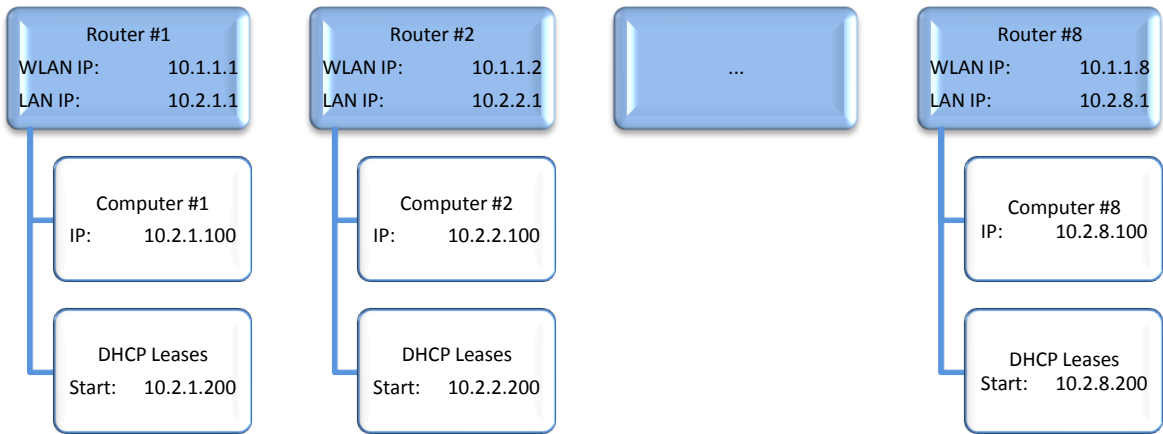 Router #1
WLAN IP: 10.1.1.1
LAN IP: 10.2.1.1
Computer #1
IP: 10.2.1.100
DHCP Leases
Start: 10.2.1.200
Router #2
WLAN IP: 10.1.1.2
LAN IP: 10.2.2.1
Computer #2
IP: 10.2.2.100
DHCP Leases
Start: 10.2.2.200
...
Router #8
WLAN IP: 10.1.1.8
LAN IP: 10.2.8.1
Computer #8
IP: 10.2.8.100
DHCP Leases
Start: 10.2.8.200